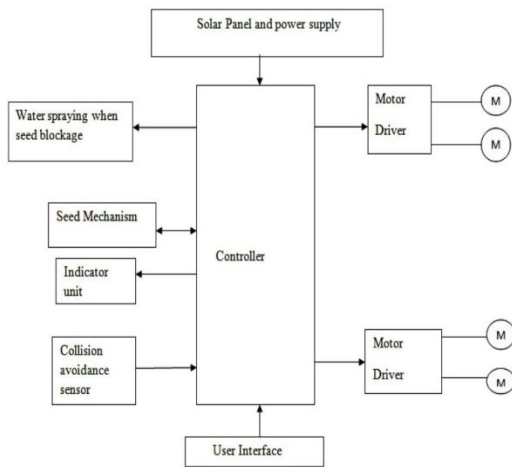 Solar Panel and power supply
Water spraying when
seed blockage
Motor
Driver
M
M
Seed Mechanism
Indicator
unit
Controller
Collision
avoidance
sensor
Motor
Driver
M
M
User Interface